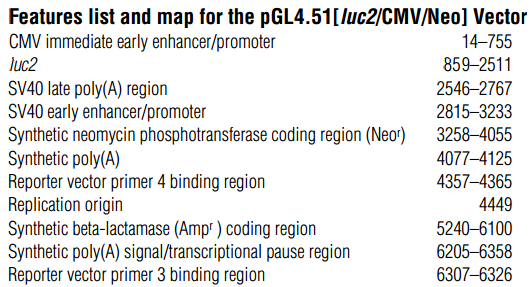 Features list and map for the pGL4.51[luc2/CMV/Neo] Vector
CMV immediate early enhancer/promoter 14–755
luc2 859–2511
SV40 late poly(A) region 2546–2767
SV40 early enhancer/promoter 2815–3233
Synthetic neomycin phosphotransferase coding region (Neoʳ) 3258–4055
Synthetic poly(A) 4077–4125
Reporter vector primer 4 binding region 4357–4365
Replication origin 4449
Synthetic beta-lactamase (Ampʳ ) coding region 5240–6100
Synthetic poly(A) signal/transcriptional pause region 6205–6358
Reporter vector primer 3 binding region 6307–6326